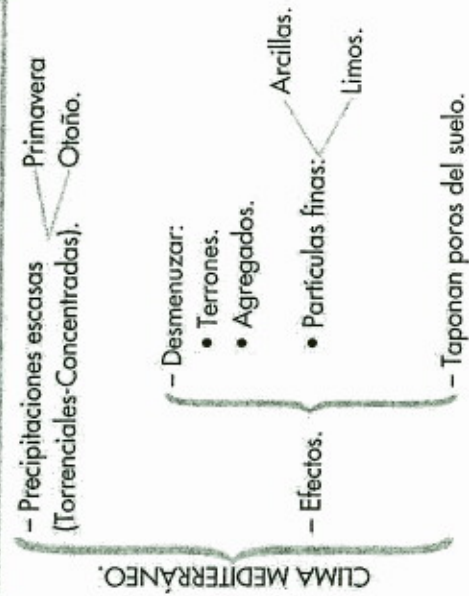 CLIMA MEDITERRÁNEO.
– Precipitaciones escasas
(Torrenciales-Concentradas).
Primavera
Otoño.
– Efectos.
– Desmenuzar:
• Terrones.
• Agregados.
• Partículas finas:
Arcillas.
Limos.
– Taponan poros del suelo.